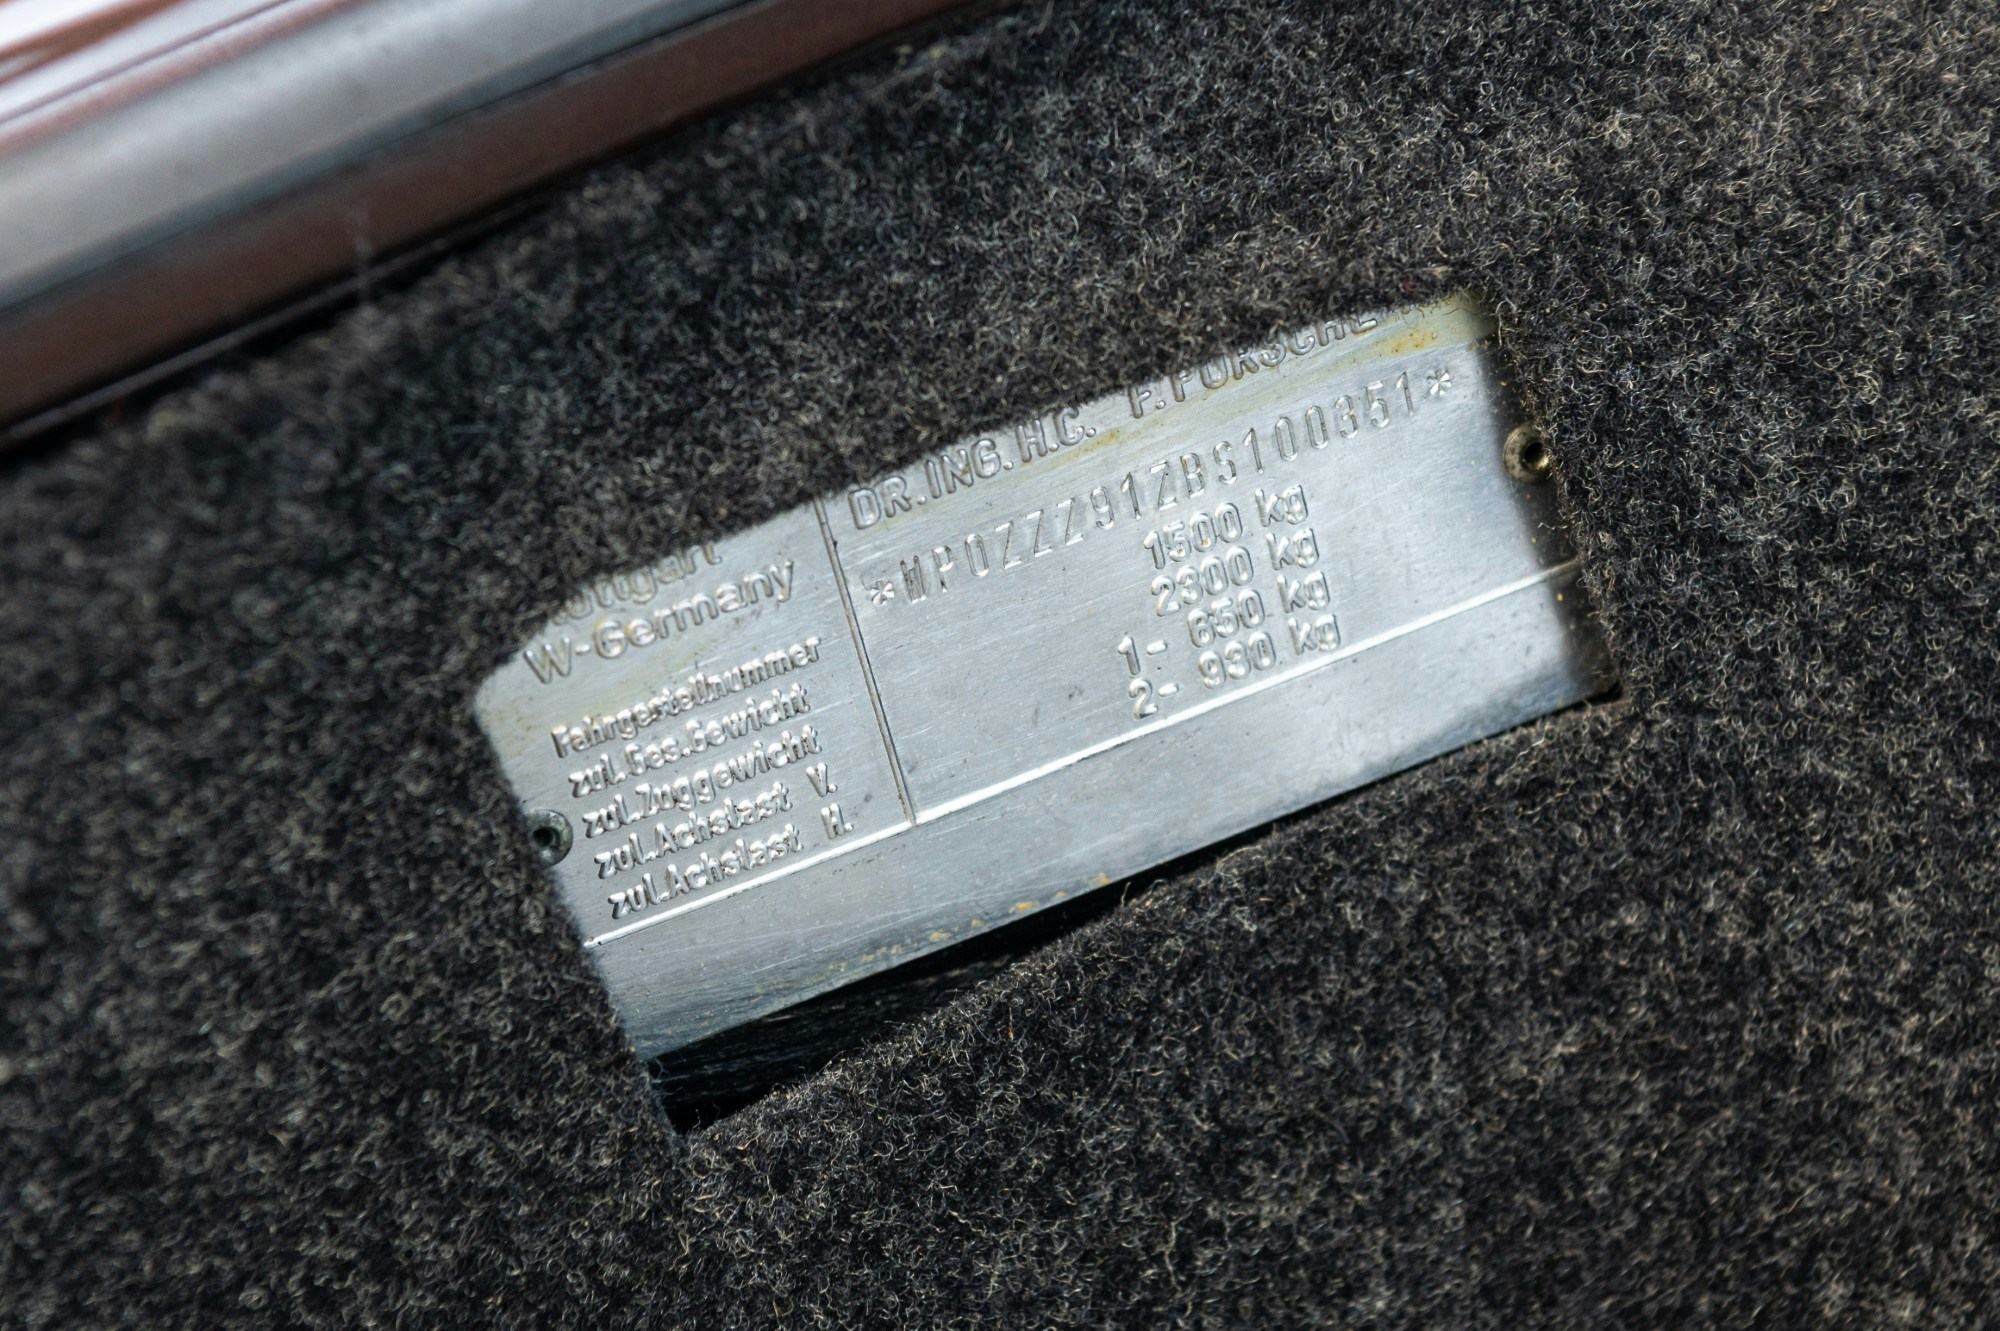 DR.ING.H.C. F.PORSCHE
W-Germany
Fahrgestellnummer *WP0ZZZ91ZBS100351*
zul.Ges.Gewicht 1500 kg
zul.Zuggewicht 2300 kg
zul.Achslast V. 1- 650 kg
zul.Achslast H. 2- 930 kg